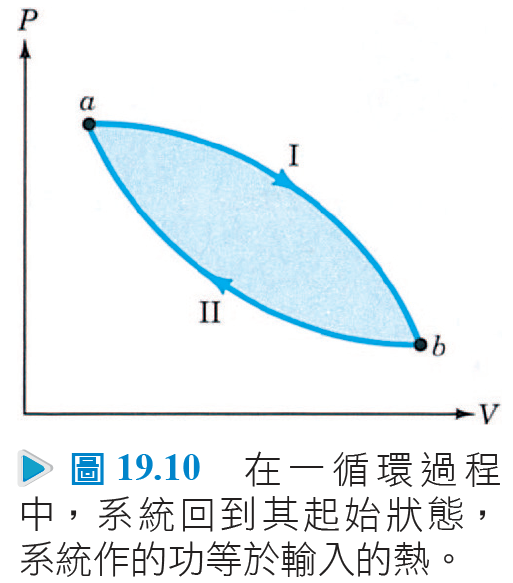 P
a
I
II
b
V
圖 19.10 在一循環過程
中，系統回到其起始狀態，
系統作的功等於輸入的熱。